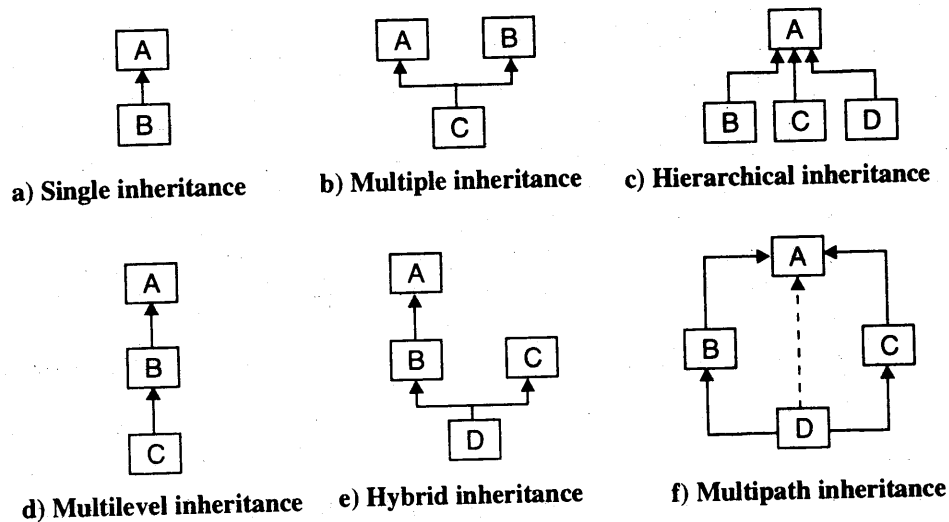 A
B
a) Single inheritance
A
B
C
b) Multiple inheritance
A
B
C
D
c) Hierarchical inheritance
A
B
C
d) Multilevel inheritance
A
B
C
D
e) Hybrid inheritance
A
B
C
D
f) Multipath inheritance